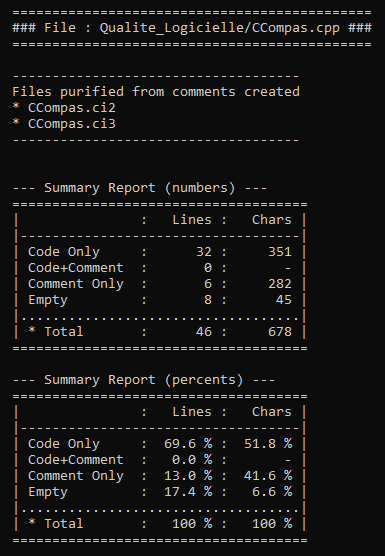 =============================================
### File : Qualite_Logicielle/CCompas.cpp ###
=============================================
------------------------------------
Files purified from comments created
* CCompas.ci2
* CCompas.ci3
------------------------------------
--- Summary Report (numbers) ---
=====================================
|               :   Lines :   Chars |
|-----------------------------------|
| Code Only     :      32 :     351 |
| Code+Comment  :       0 :       - |
| Comment Only  :       6 :     282 |
| Empty         :       8 :      45 |
|...................................|
| * Total       :      46 :     678 |
=====================================
--- Summary Report (percents) ---
=====================================
|               :   Lines :   Chars |
|-----------------------------------|
| Code Only     :  69.6 % :  51.8 % |
| Code+Comment  :   0.0 % :       - |
| Comment Only  :  13.0 % :  41.6 % |
| Empty         :  17.4 % :   6.6 % |
|...................................|
| * Total       :   100 % :   100 % |
=====================================